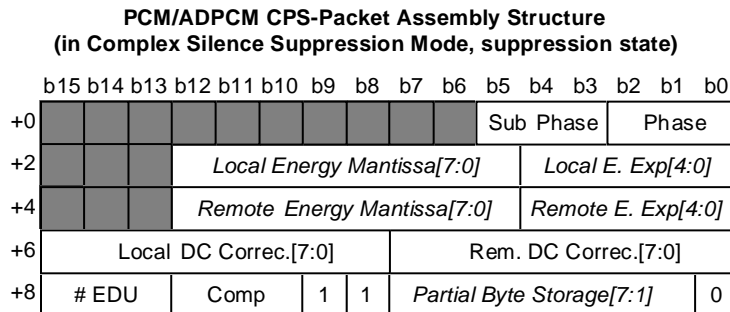 PCM/ADPCM CPS-Packet Assembly Structure
(in Complex Silence Suppression Mode, suppression state)
b15 b14 b13 b12 b11 b10 b9 b8 b7 b6 b5 b4 b3 b2 b1 b0
+0 Sub Phase Phase
+2 Local Energy Mantissa[7:0] Local E. Exp[4:0]
+4 Remote Energy Mantissa[7:0] Remote E. Exp[4:0]
+6 Local DC Correc.[7:0] Rem. DC Correc.[7:0]
+8 # EDU Comp 1 1 Partial Byte Storage[7:1] 0